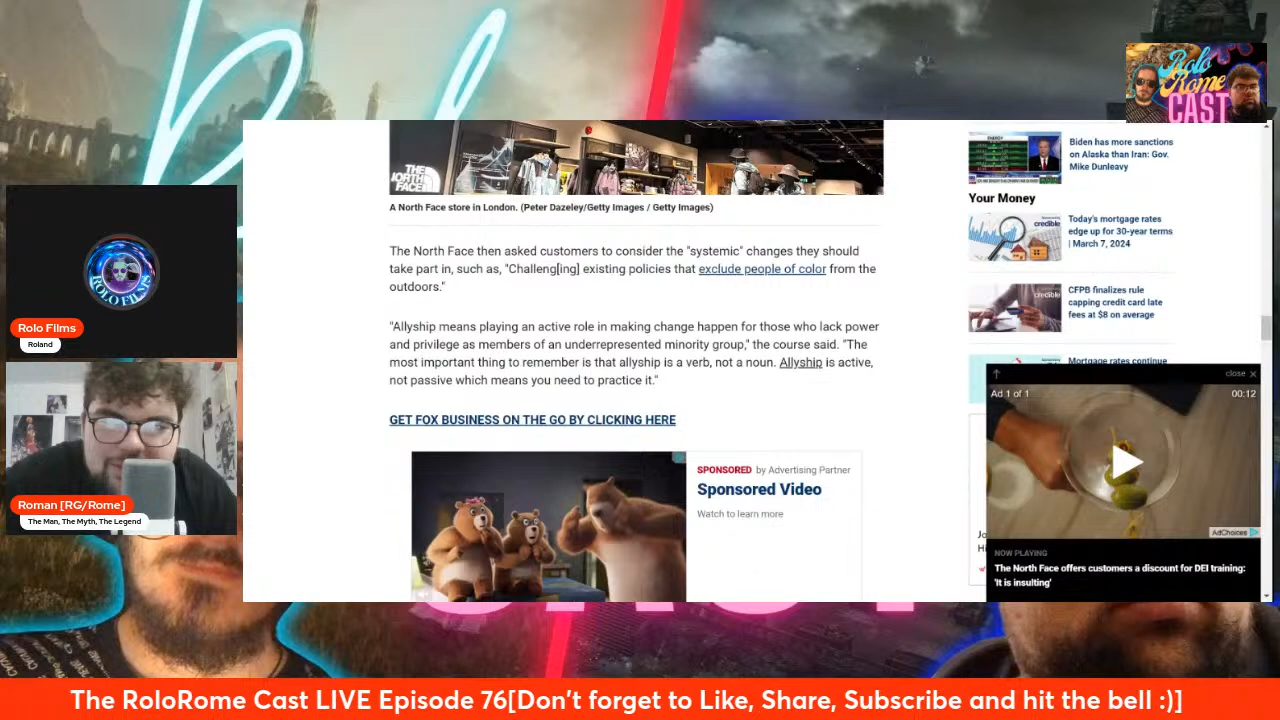 Rolo
Rome
CAST
THE
NORTH
FACE
A North Face store in London. (Peter Dazeley/Getty Images / Getty Images)
The North Face then asked customers to consider the "systemic" changes they should
take part in, such as, "Challeng[ing] existing policies that exclude people of color from the
outdoors."
"Allyship means playing an active role in making change happen for those who lack power
and privilege as members of an underrepresented minority group," the course said. "The
most important thing to remember is that allyship is a verb, not a noun. Allyship is active,
not passive which means you need to practice it."
GET FOX BUSINESS ON THE GO BY CLICKING HERE
SPONSORED by Advertising Partner
Sponsored Video
Watch to learn more
Biden has more sanctions
on Alaska than Iran: Gov.
Mike Dunleavy
Your Money
credible
Today's mortgage rates
edge up for 30-year terms
| March 7, 2024
credible
CFPB finalizes rule
capping credit card late
fees at $8 on average
Mortgage rates continue
close ×
Ad 1 of 1
00:12
AdChoices
NOW PLAYING
The North Face offers customers a discount for DEI training:
'It is insulting'
Jo
Hi
ROLO FILMS
Rolo Films
Roland
Roman [RG/Rome]
The Man, The Myth, The Legend
The RoloRome Cast LIVE Episode 76[Don't forget to Like, Share, Subscribe and hit the bell :)]